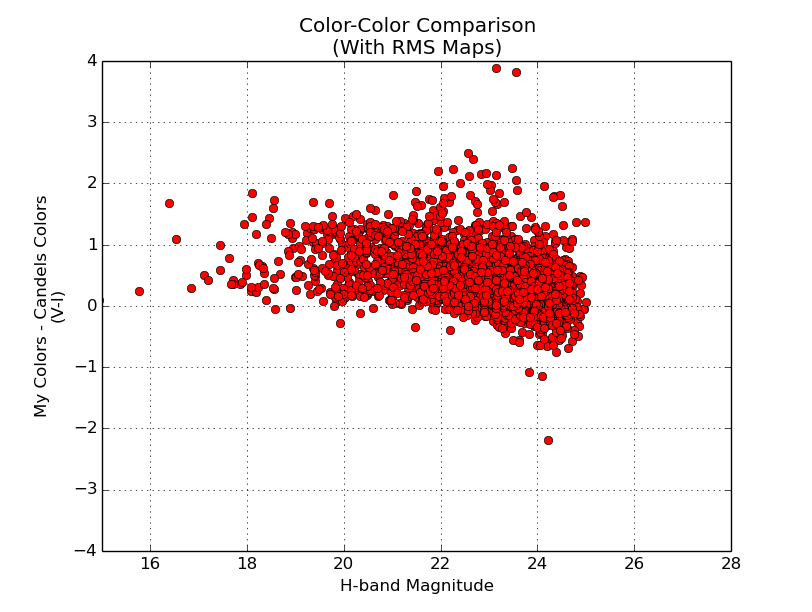 Color-Color Comparison
(With RMS Maps)
My Colors - Candels Colors
(V-I)
4
3
2
1
0
−1
−2
−3
−4
16 18 20 22 24 26 28
H-band Magnitude